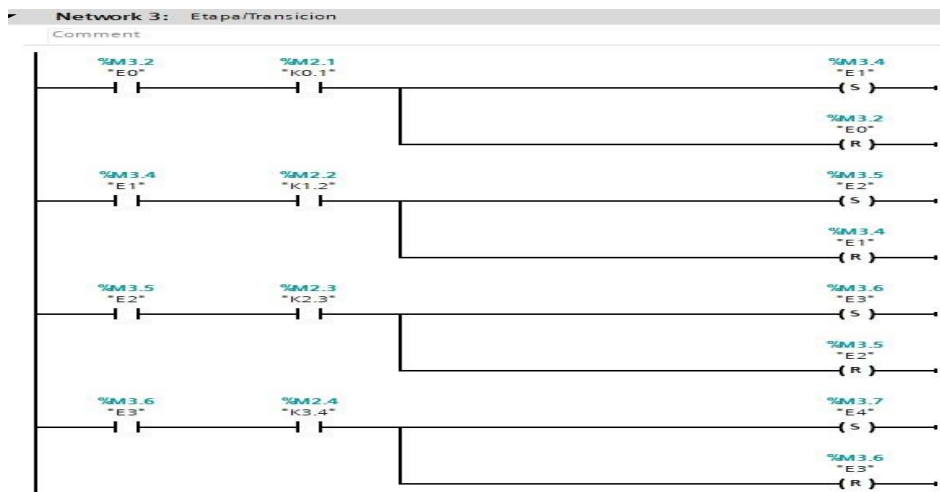 Network 3: Etapa/Transicion
Comment
%M3.2 %M2.1 %M3.4
"E0" "K0.1" "E1"
S
%M3.2
"E0"
R
%M3.4 %M2.2 %M3.5
"E1" "K1.2" "E2"
S
%M3.4
"E1"
R
%M3.5 %M2.3 %M3.6
"E2" "K2.3" "E3"
S
%M3.5
"E2"
R
%M3.6 %M2.4 %M3.7
"E3" "K3.4" "E4"
S
%M3.6
"E3"
R